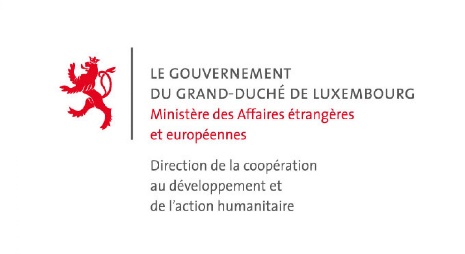 LE GOUVERNEMENT
DU GRAND-DUCHÉ DE LUXEMBOURG
Ministère des Affaires étrangères
et européennes
Direction de la coopération
au développement et
de l'action humanitaire